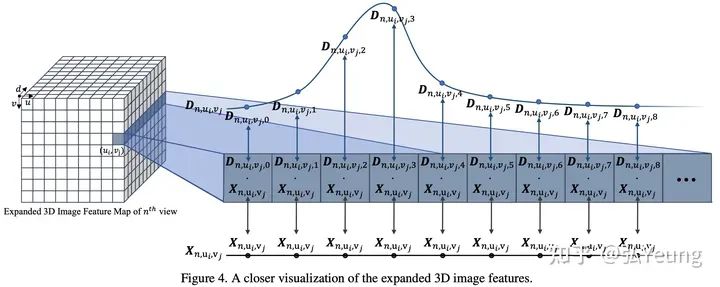 D_{n,u_i,v_j,3}
D_{n,u_i,v_j,2}
d
v u
D_{n,u_i,v_j}
D_{n,u_i,v_j,0}
D_{n,u_i,v_j,1}
D_{n,u_i,v_j,4}
D_{n,u_i,v_j,5}
D_{n,u_i,v_j,6}
D_{n,u_i,v_j,7}
D_{n,u_i,v_j,8}
(u_i, v_j)
D_{n,u_i,v_j,0} D_{n,u_i,v_j,1} D_{n,u_i,v_j,2} D_{n,u_i,v_j,3} D_{n,u_i,v_j,4} D_{n,u_i,v_j,5} D_{n,u_i,v_j,6} D_{n,u_i,v_j,7} D_{n,u_i,v_j,8}
· · · · · · · · · •••
X_{n,u_i,v_j} X_{n,u_i,v_j} X_{n,u_i,v_j} X_{n,u_i,v_j} X_{n,u_i,v_j} X_{n,u_i,v_j} X_{n,u_i,v_j} X_{n,u_i,v_j} X_{n,u_i,v_j}
Expanded 3D Image Feature Map of n^{th} view
X_{n,u_i,v_j} X_{n,u_i,v_j} X_{n,u_i,v_j} X_{n,u_i,v_j} X_{n,u_i,v_j} X_{n,u_i,v_j} X_{n,u_i,v_j} X_{n,u_i,v_j} X_{n,u_i,v_j}
X_{n,u_i,v_j}
知乎 @弘Yeung
Figure 4. A closer visualization of the expanded 3D image features.